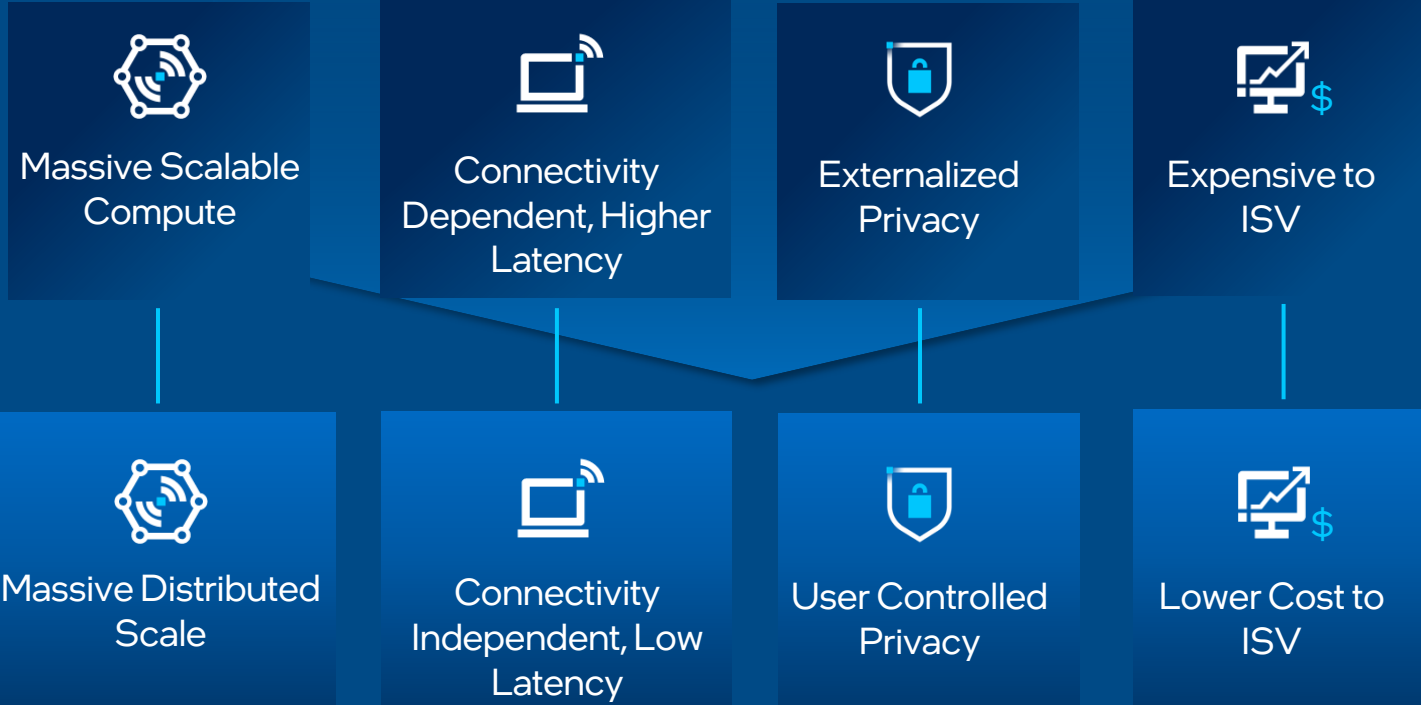 Massive Scalable
Compute
Connectivity
Dependent, Higher
Latency
Externalized
Privacy
Expensive to
ISV
$
Massive Distributed
Scale
Connectivity
Independent, Low
Latency
User Controlled
Privacy
Lower Cost to
ISV
$